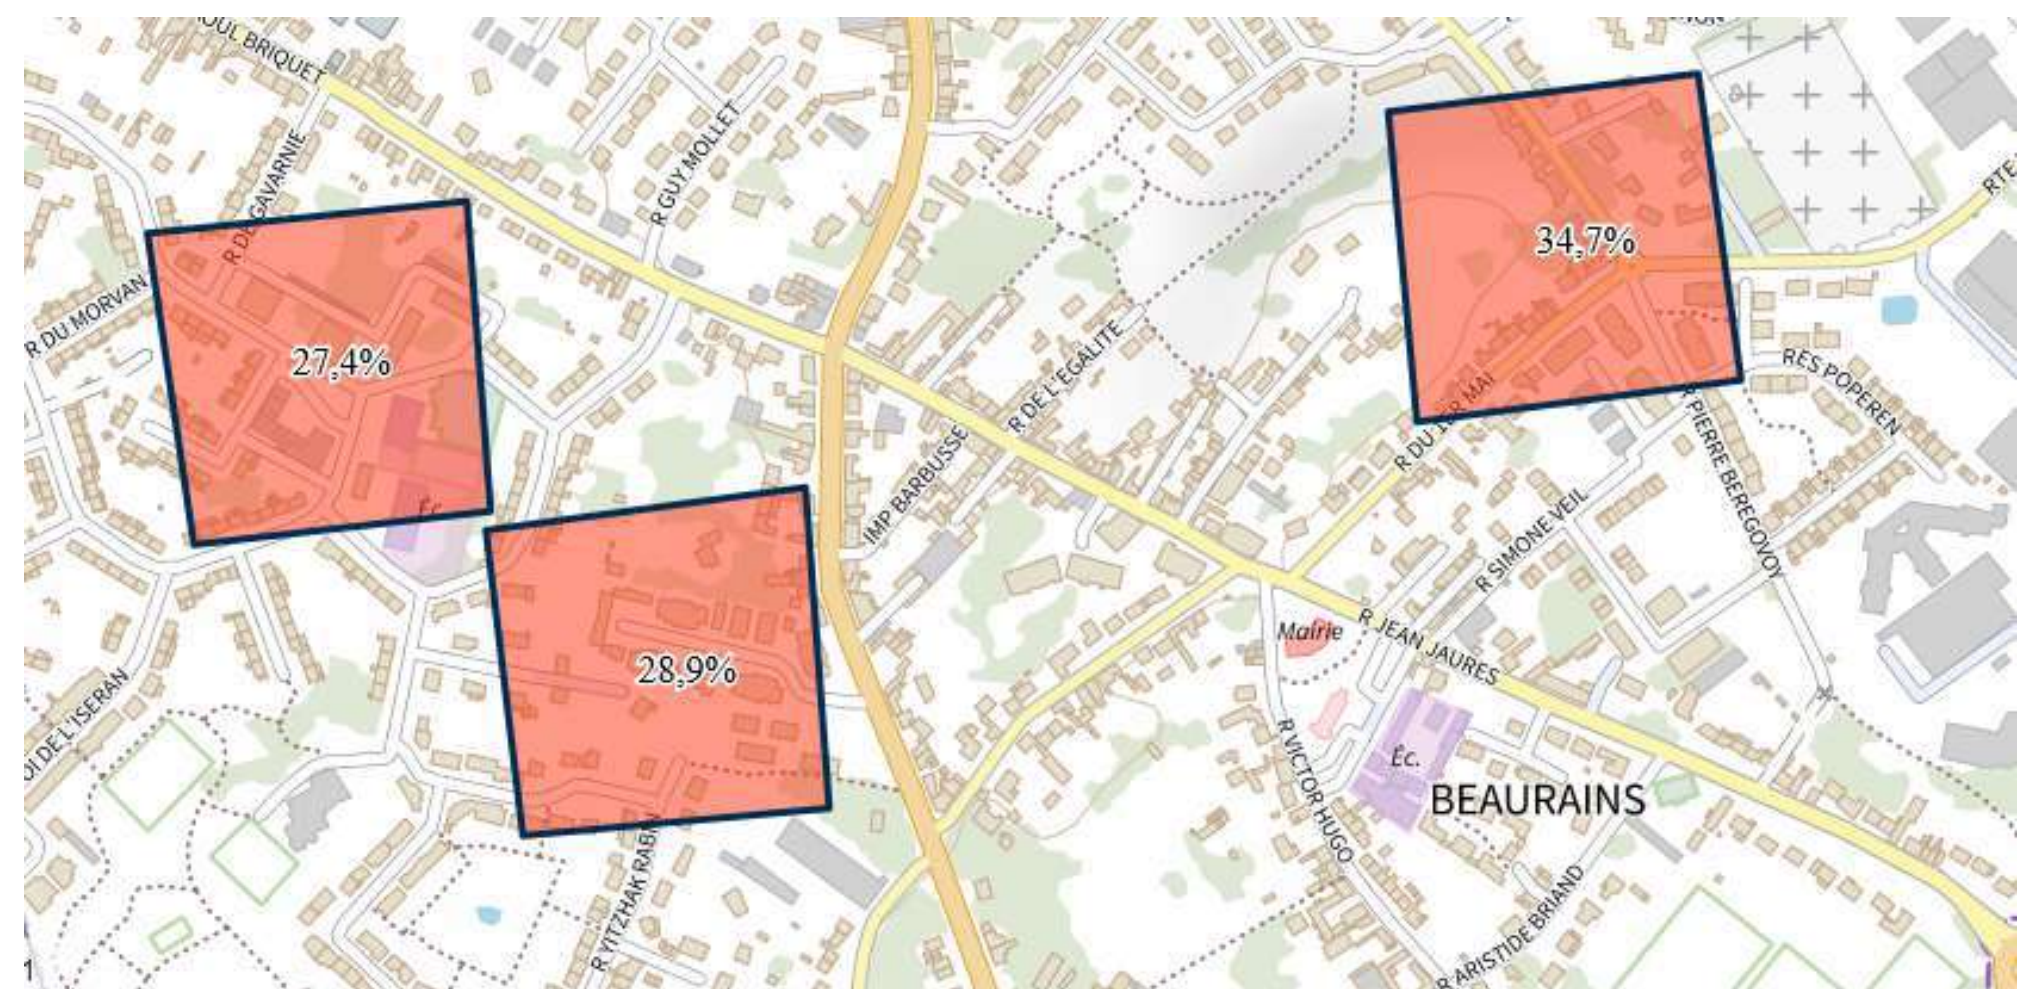 OUL BRIQUET
R DE GAVARNIE
R GUY MOLLET
RTE
34,7%
R DU MORVAN
27,4%
R DE L'EGALITE
RES POPEREN
R DU 1ER MAI
R PIERRE BEREGOVOY
IMP BARBUSSE
Éc.
R SIMONE VEIL
28,9%
Mairie
R JEAN JAURES
OI DE L'ISERAN
R VICTOR HUGO
Éc.
BEAURAINS
R YITZHAK RABIN
R ARISTIDE BRIAND
1